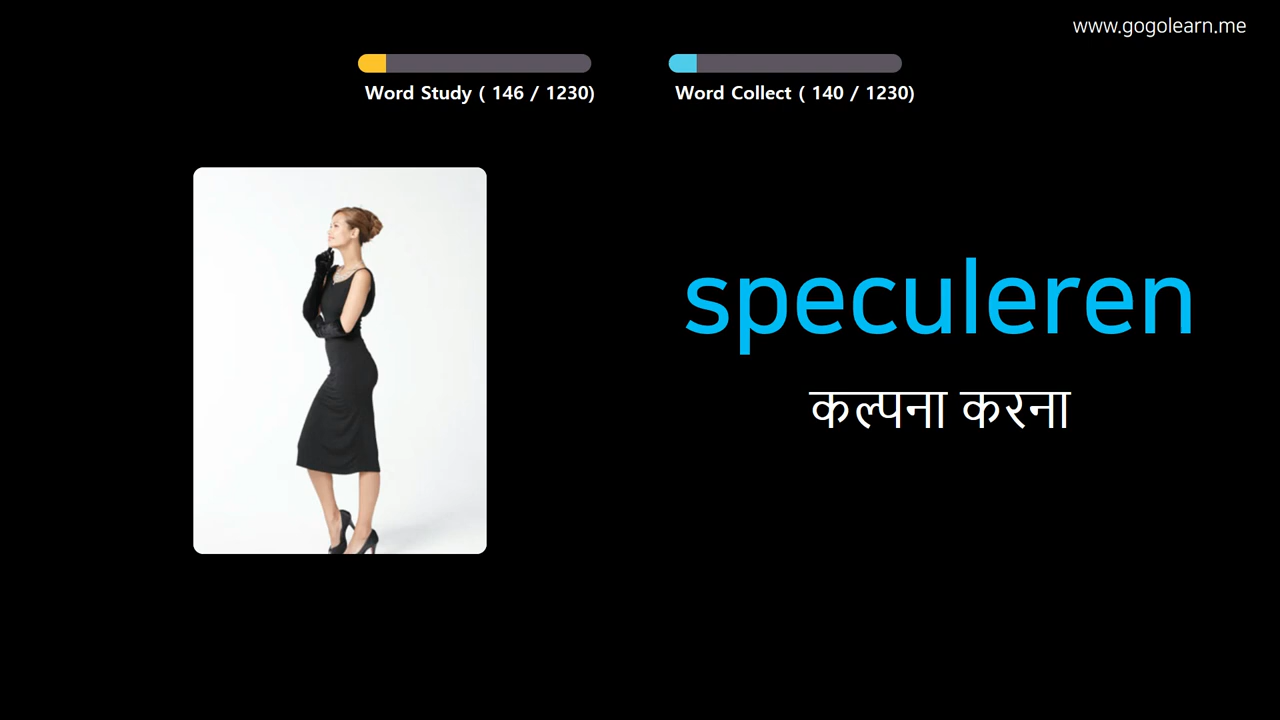 www.gogolearn.me
Word Study ( 146 / 1230)
Word Collect ( 140 / 1230)
speculeren
कल्पना करना